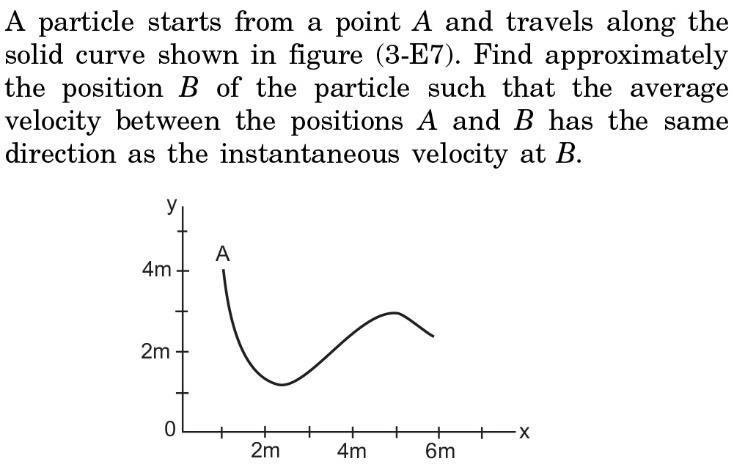 A particle starts from a point A and travels along the
solid curve shown in figure (3-E7). Find approximately
the position B of the particle such that the average
velocity between the positions A and B has the same
direction as the instantaneous velocity at B.
y
A
4m
2m
0
x
2m 4m 6m